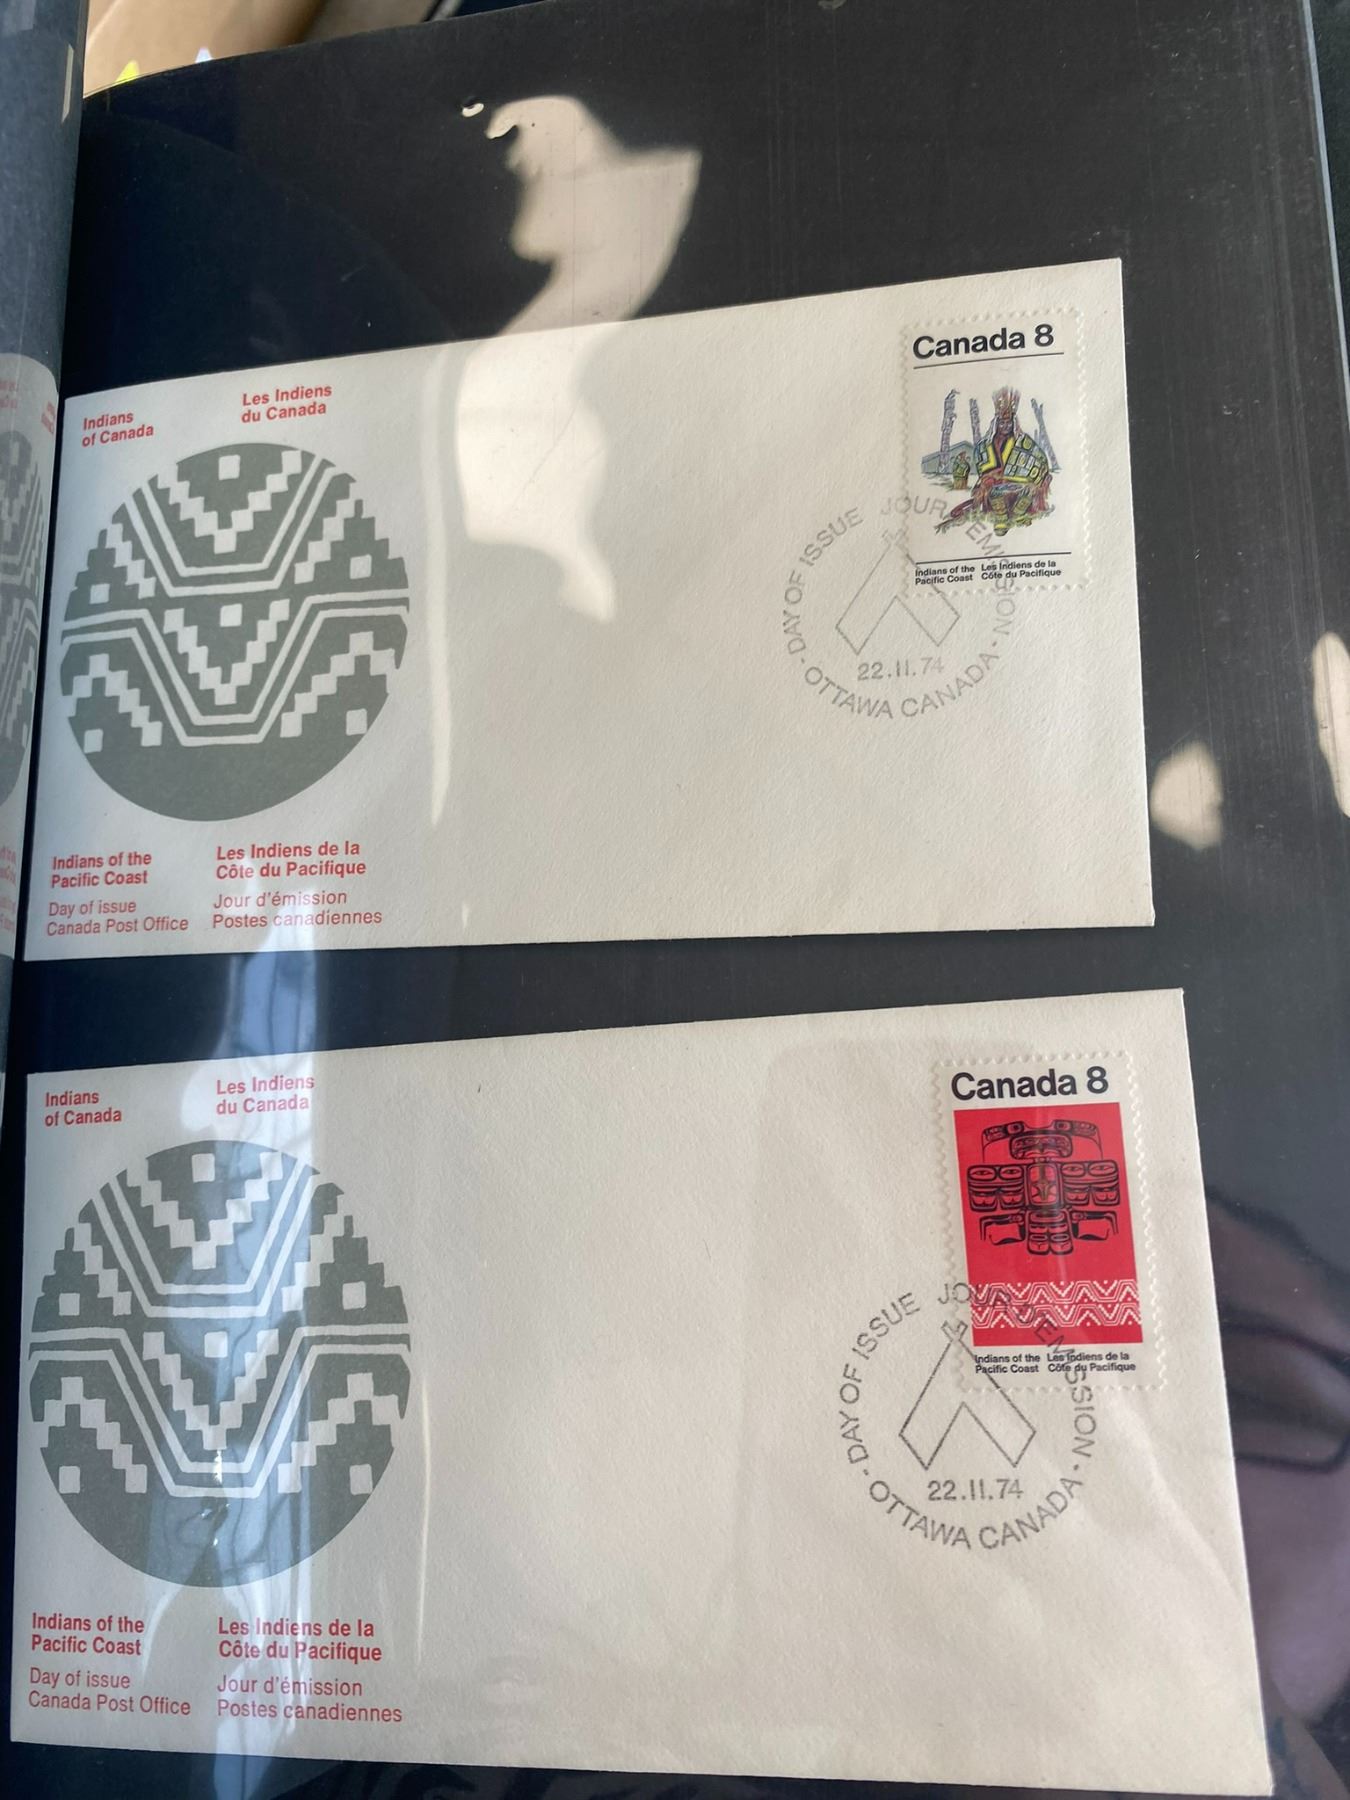 Indians
of Canada
Les Indiens
du Canada
Canada 8
Indians of the
Pacific Coast
Les Indiens de la
Côte du Pacifique
DAY OF ISSUE JOUR D'EMISSION
22.II.74
OTTAWA CANADA
Indians of the
Pacific Coast
Les Indiens de la
Côte du Pacifique
Day of issue
Canada Post Office
Jour d'émission
Postes canadiennes
Indians
of Canada
Les Indiens
du Canada
Canada 8
Indians of the
Pacific Coast
Les Indiens de la
Côte du Pacifique
DAY OF ISSUE JOUR D'EMISSION
22.II.74
OTTAWA CANADA
Indians of the
Pacific Coast
Les Indiens de la
Côte du Pacifique
Day of issue
Canada Post Office
Jour d'émission
Postes canadiennes